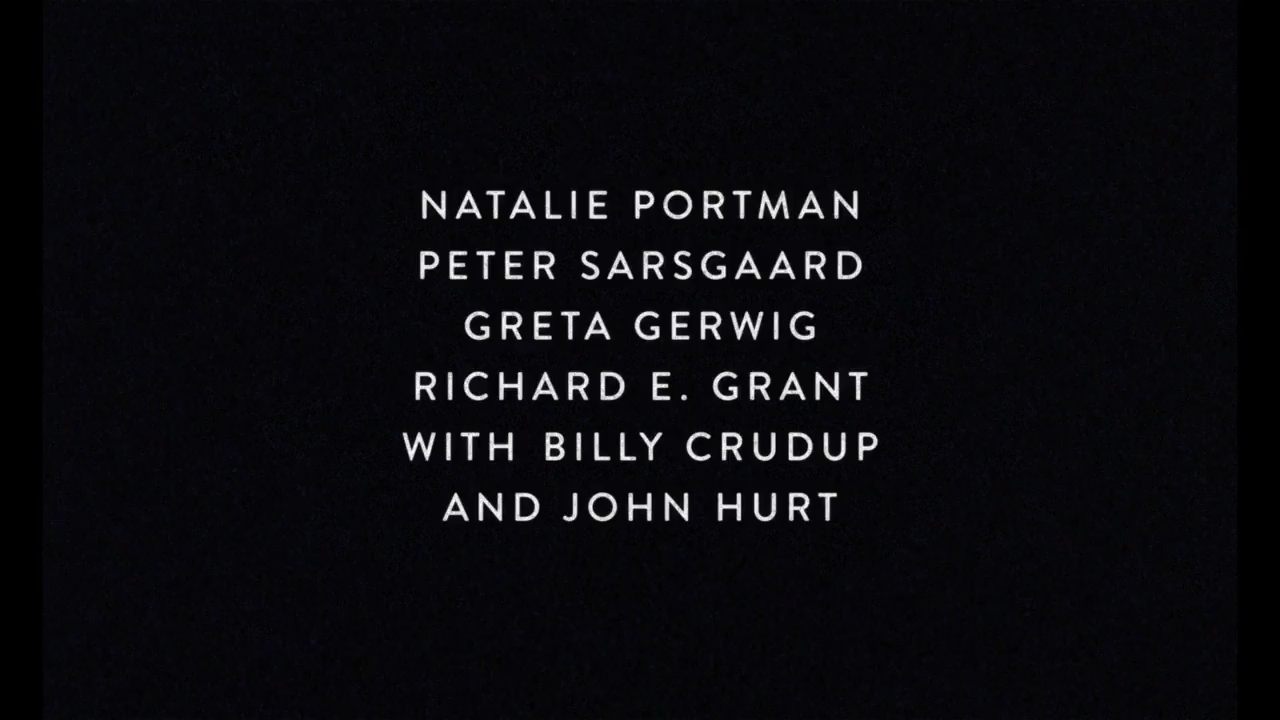 NATALIE PORTMAN
PETER SARSGAARD
GRETA GERWIG
RICHARD E. GRANT
WITH BILLY CRUDUP
AND JOHN HURT